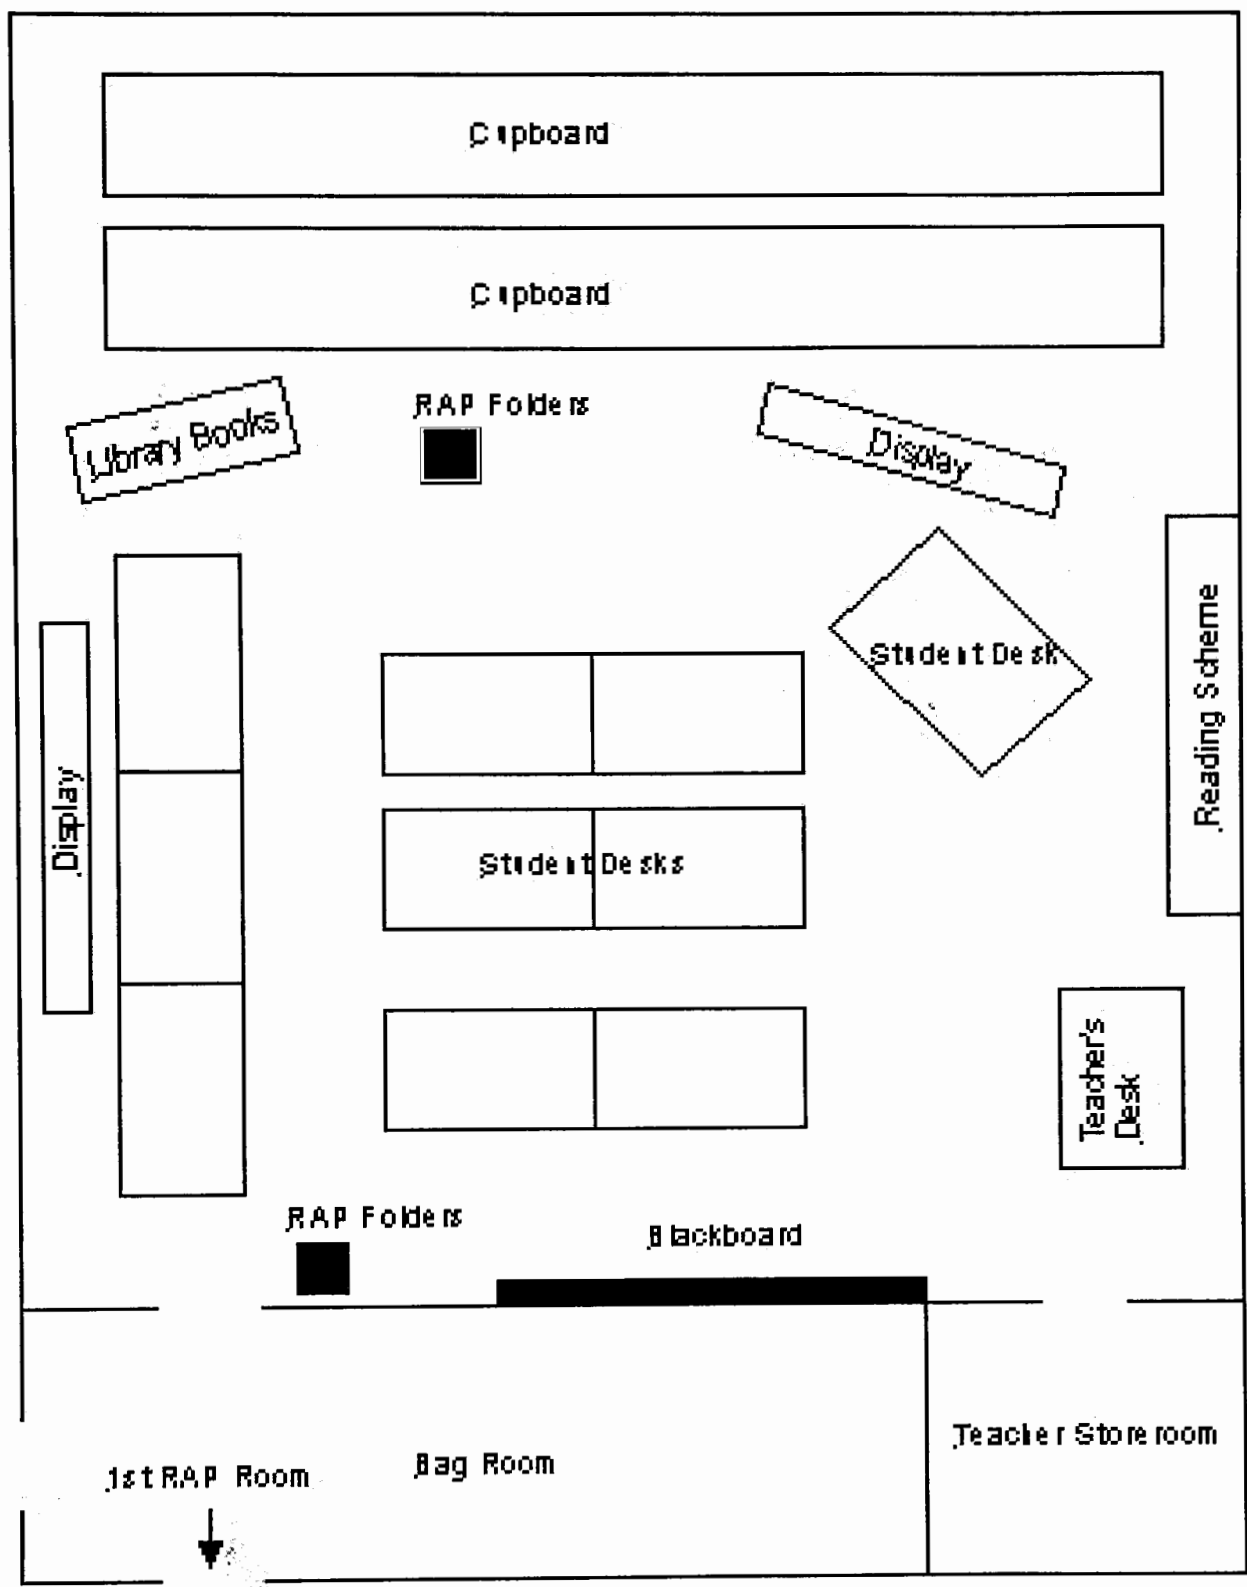 Cupboard
Cupboard
RAP Folders
Library Books
Display
Student Desk
Reading Scheme
Display
Student Desks
Teacher's
Desk
RAP Folders
Blackboard
Teacher Storeroom
Bag Room
1st RAP Room